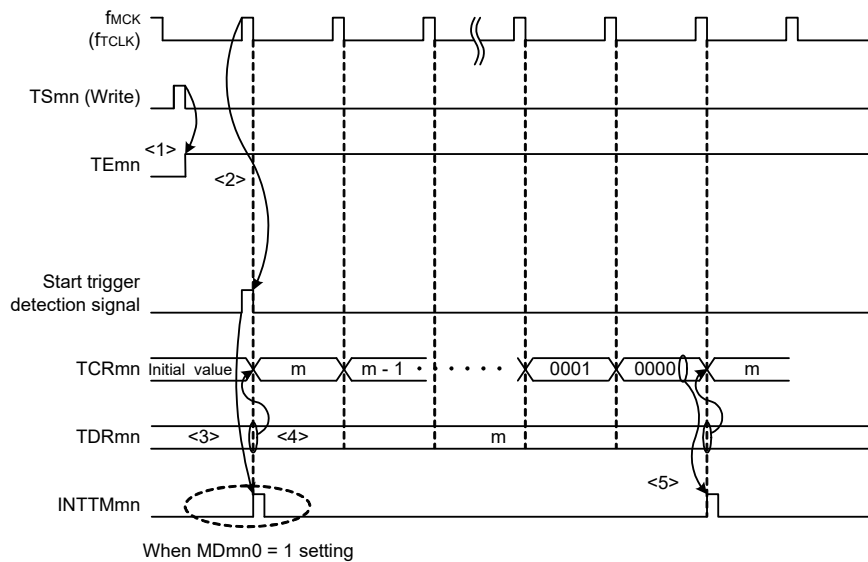 fMCK
(fTCLK)
TSmn (Write)
<1>
TEmn
<2>
Start trigger
detection signal
TCRmn
Initial value
m
m - 1
0001
0000
m
TDRmn
<3>
<4>
m
<5>
INTTMmn
When MDmn0 = 1 setting